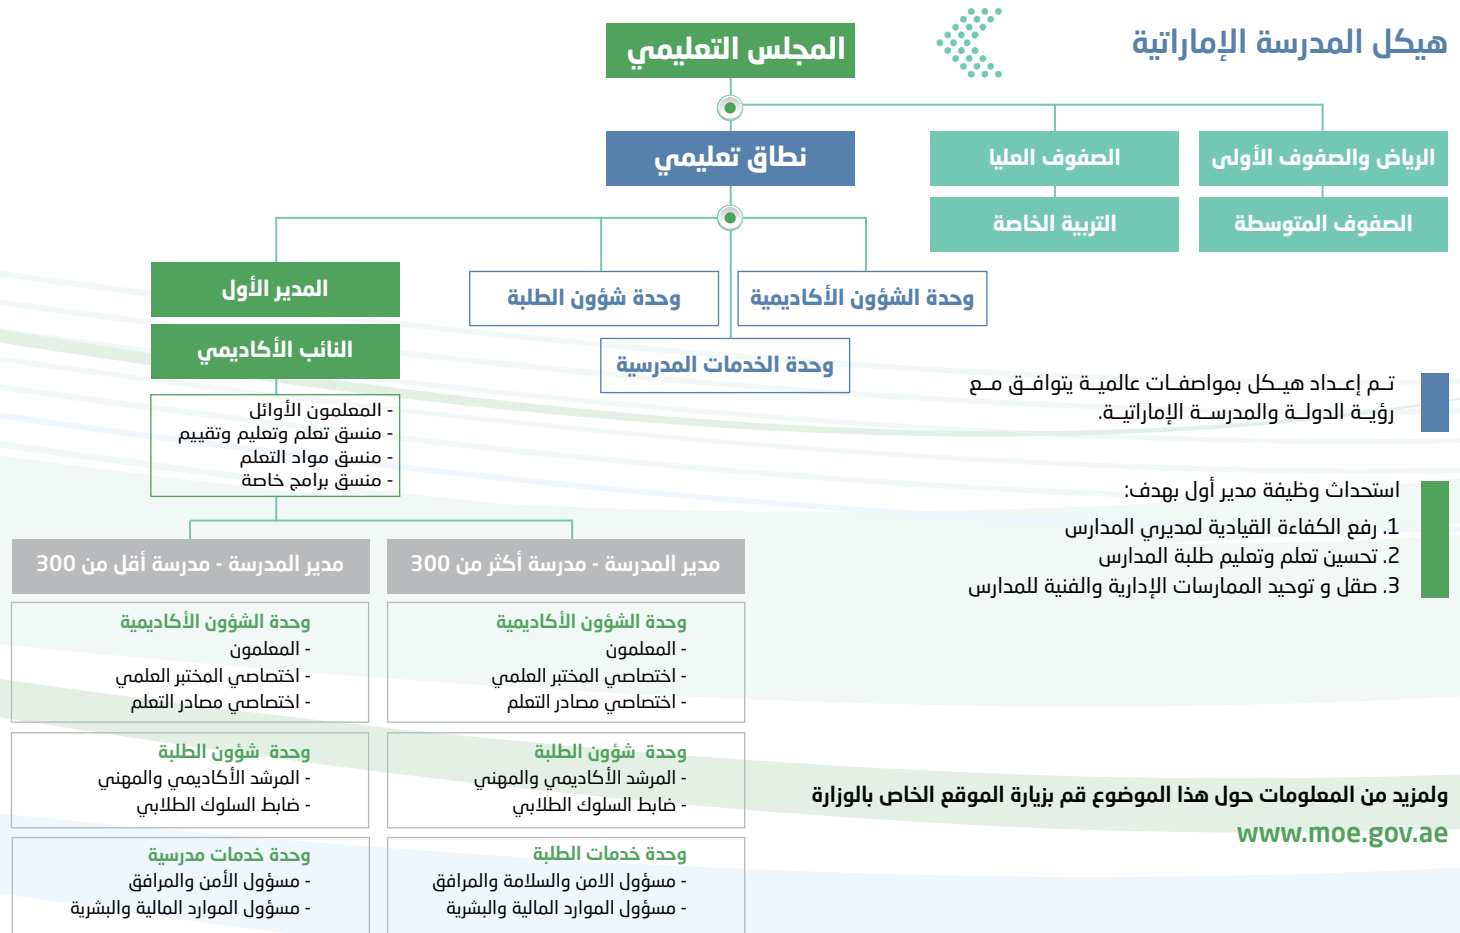 هيكل المدرسة الإماراتية
المجلس التعليمي
الرياض والصفوف الأولى
الصفوف العليا
نطاق تعليمي
الصفوف المتوسطة
التربية الخاصة
وحدة الشؤون الأكاديمية
وحدة شؤون الطلبة
وحدة الخدمات المدرسية
المدير الأول
النائب الأكاديمي
- المعلمون الأوائل
- منسق تعلم وتعليم وتقييم
- منسق مواد التعلم
- منسق برامج خاصة
تـم إعـداد هيـكل بمواصفـات عالميـة يتوافـق مـع
رؤيـة الدولـة والمدرسـة الإماراتيـة.
استحداث وظيفة مدير أول بهدف:
1. رفع الكفاءة القيادية لمديري المدارس
2. تحسين تعلم وتعليم طلبة المدارس
3. صقل و توحيد الممارسات الإدارية والفنية للمدارس
ولمزيد من المعلومات حول هذا الموضوع قم بزيارة الموقع الخاص بالوزارة
www.moe.gov.ae
مدير المدرسة - مدرسة أكثر من 300
وحدة الشؤون الأكاديمية
- المعلمون
- اختصاصي المختبر العلمي
- اختصاصي مصادر التعلم
وحدة شؤون الطلبة
- المرشد الأكاديمي والمهني
- ضابط السلوك الطلابي
وحدة خدمات الطلبة
- مسؤول الامن والسلامة والمرافق
- مسؤول الموارد المالية والبشرية
مدير المدرسة - مدرسة أقل من 300
وحدة الشؤون الأكاديمية
- المعلمون
- اختصاصي المختبر العلمي
- اختصاصي مصادر التعلم
وحدة شؤون الطلبة
- المرشد الأكاديمي والمهني
- ضابط السلوك الطلابي
وحدة خدمات مدرسية
- مسؤول الأمن والمرافق
- مسؤول الموارد المالية والبشرية